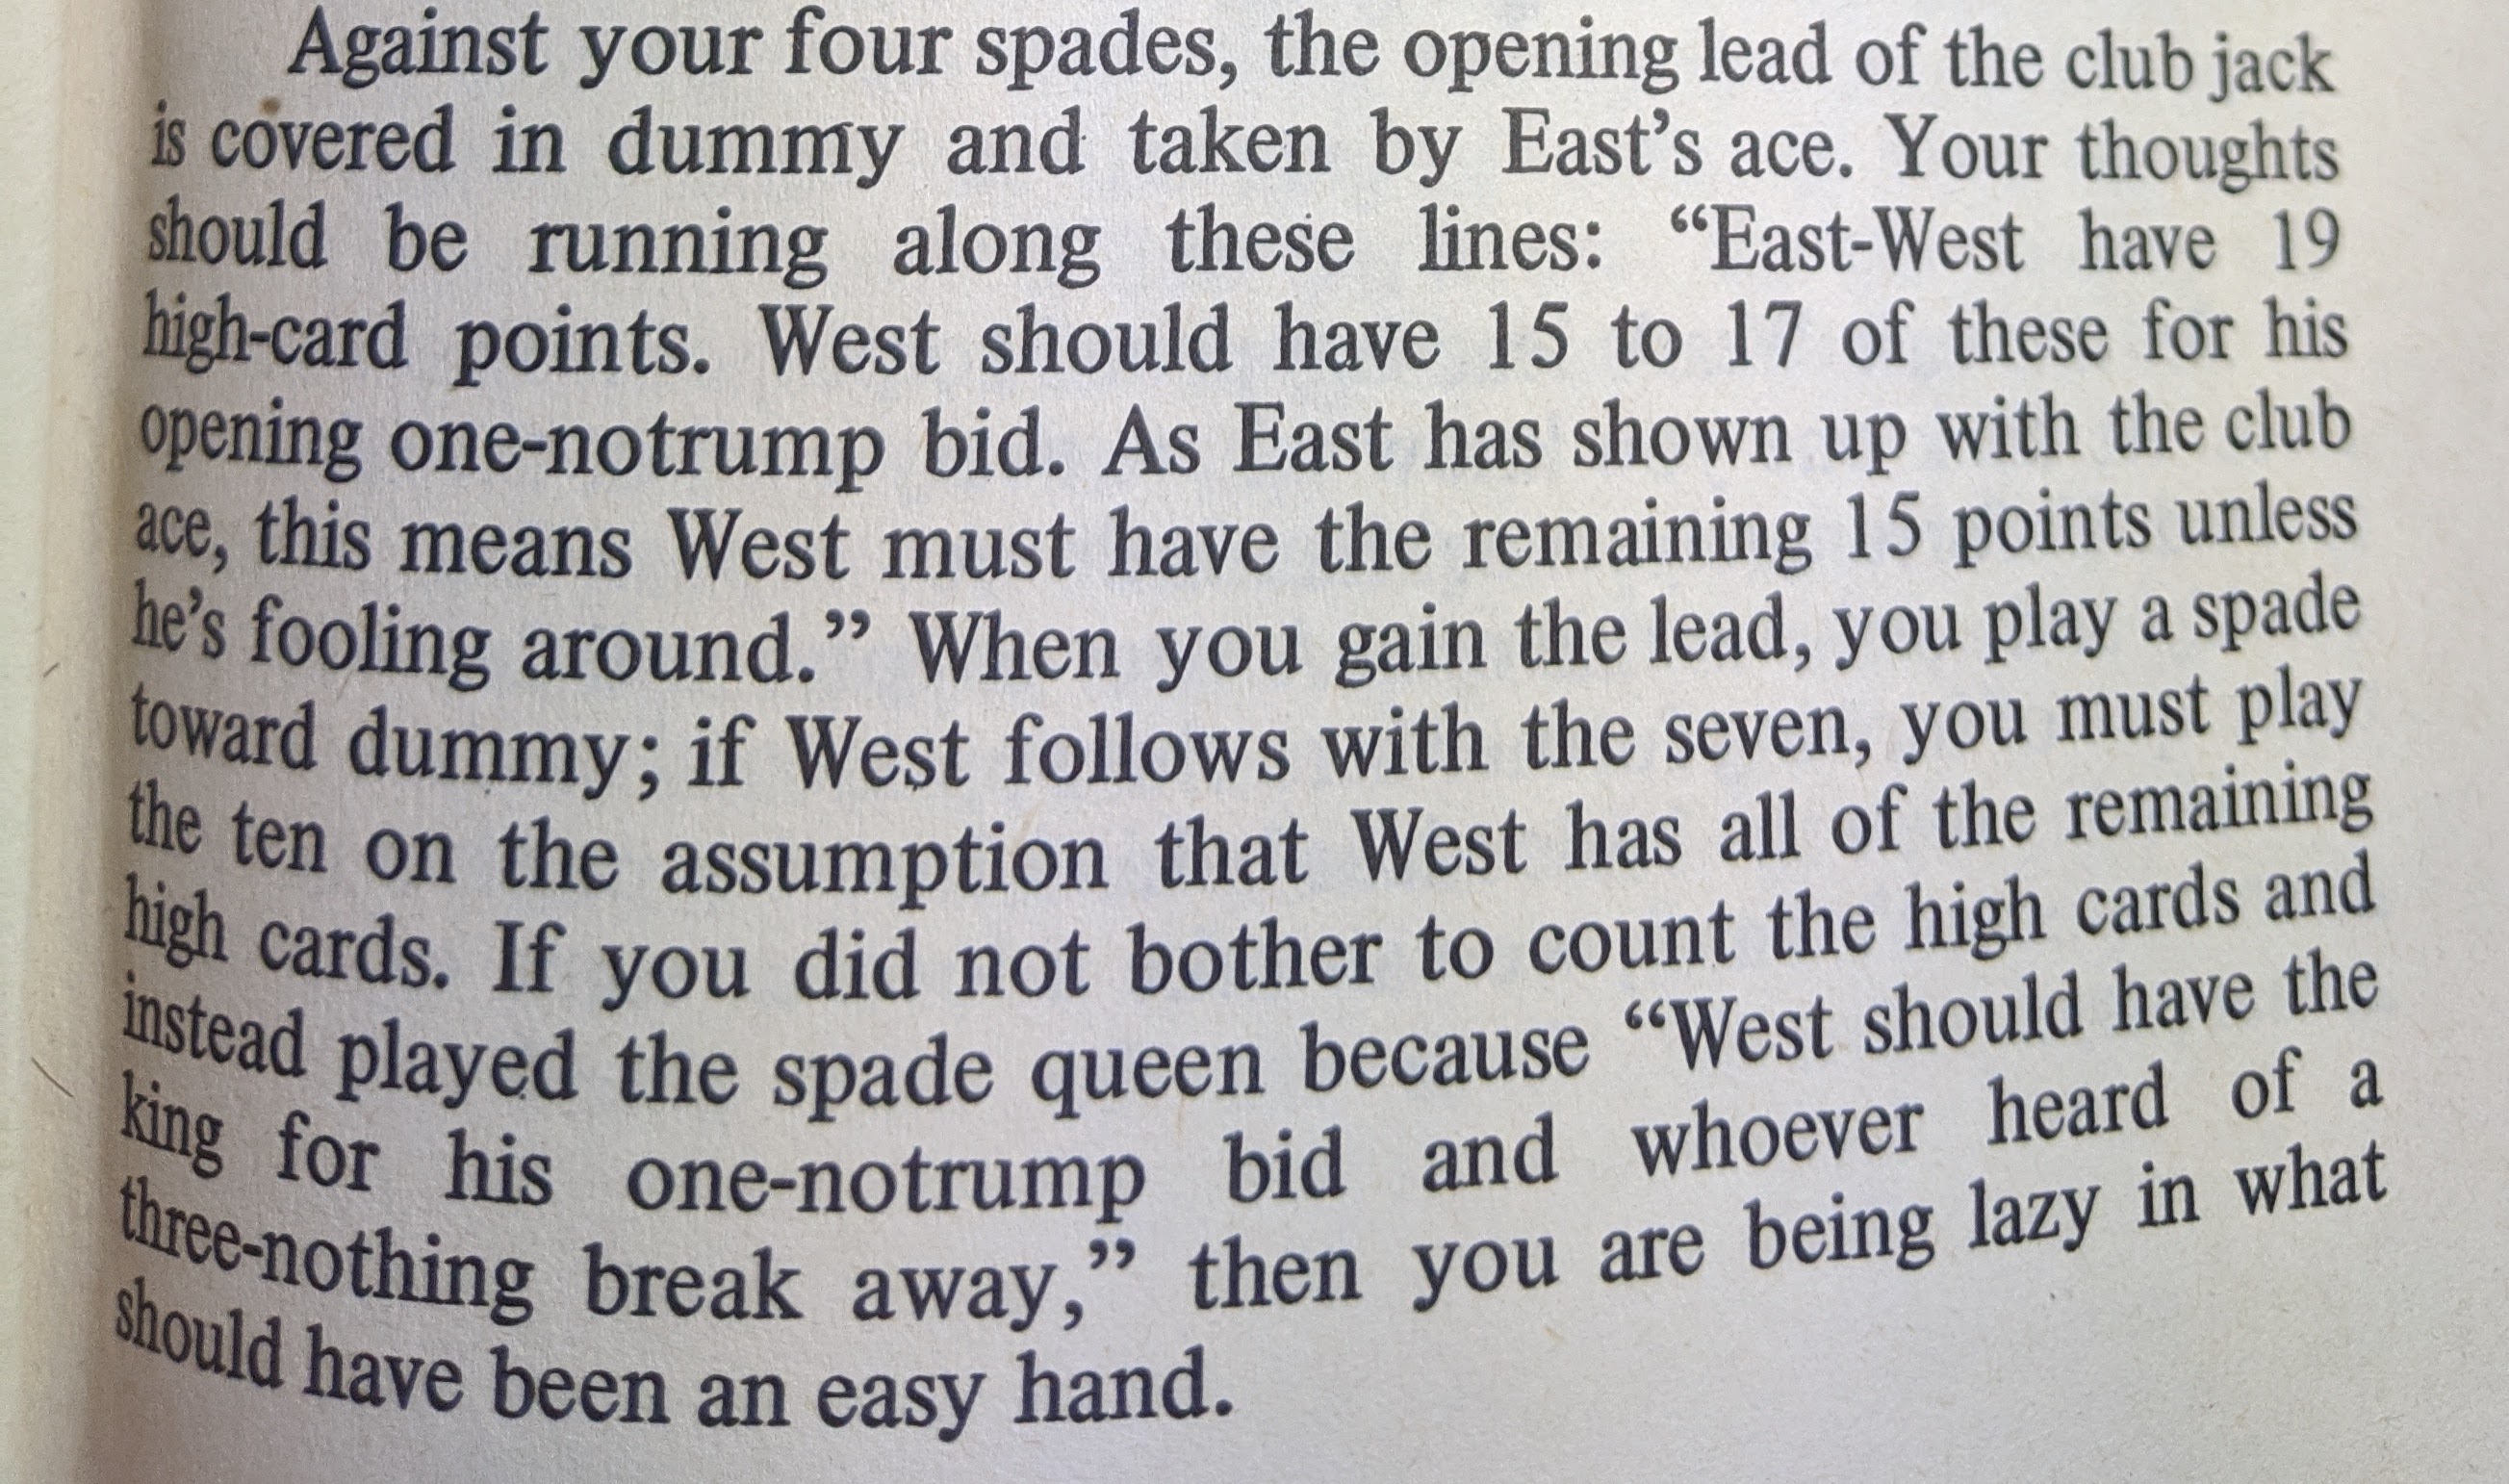 Against your four spades, the opening lead of the club jack
is covered in dummy and taken by East's ace. Your thoughts
should be running along these lines: “East-West have 19
high-card points. West should have 15 to 17 of these for his
opening one-notrump bid. As East has shown up with the club
ace, this means West must have the remaining 15 points unless
he's fooling around.” When you gain the lead, you play a spade
toward dummy; if West follows with the seven, you must play
the ten on the assumption that West has all of the remaining
high cards. If you did not bother to count the high cards and
instead played the spade queen because “West should have the
king for his one-notrump bid and whoever heard of a
three-nothing break away,” then you are being lazy in what
should have been an easy hand.